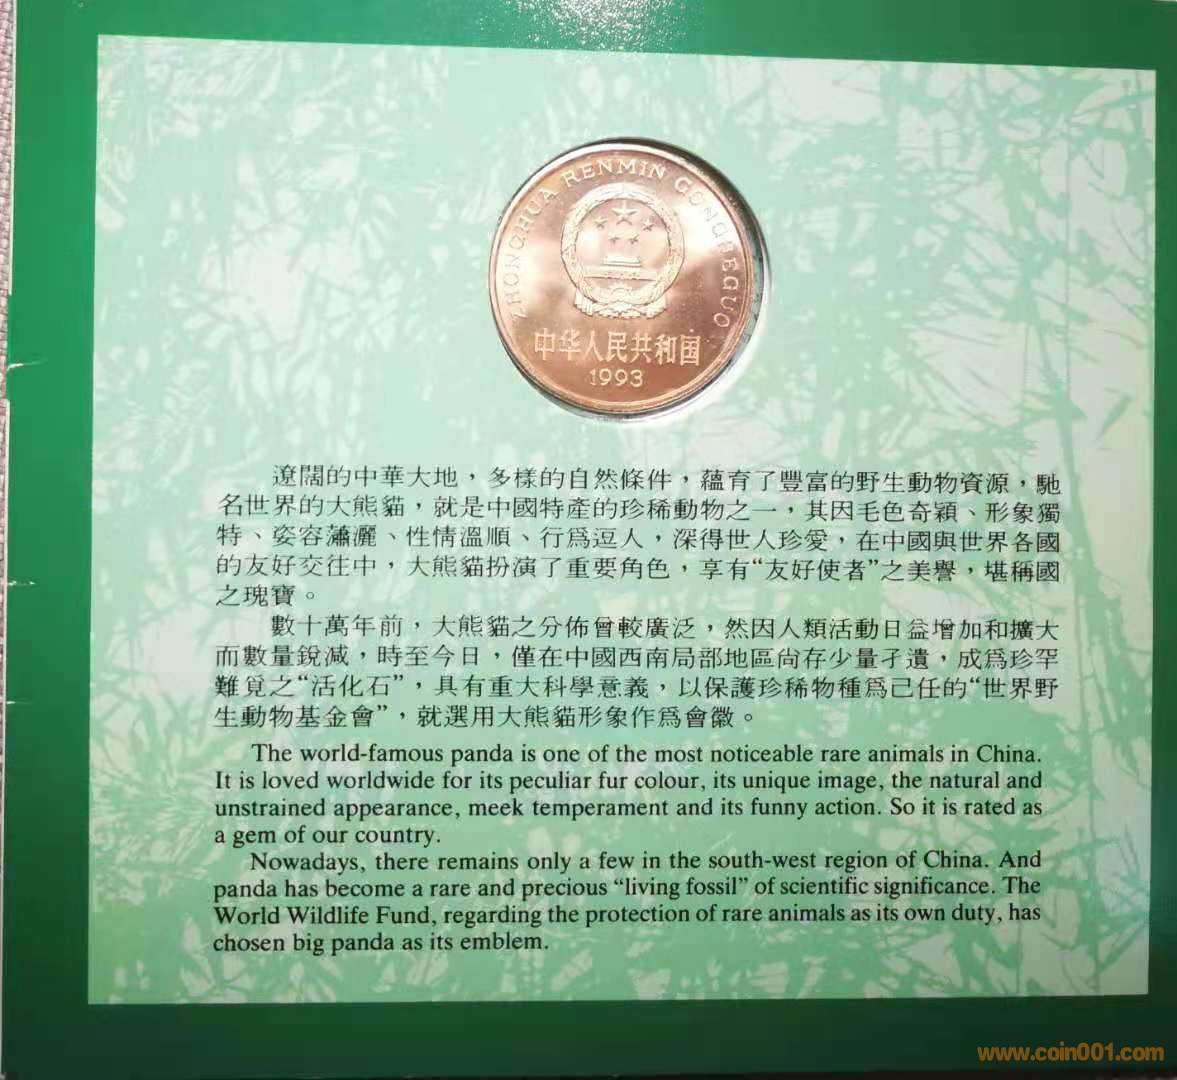 ZHONGHUA RENMIN GONGHEGUO
中华人民共和国
1993
遼闊的中華大地，多樣的自然條件，蘊育了豐富的野生動物資源，馳
名世界的大熊貓，就是中國特產的珍稀動物之一，其因毛色奇穎、形象獨
特、姿容蕭灑、性情溫順、行爲逗人，深得世人珍愛，在中國與世界各國
的友好交往中，大熊貓扮演了重要角色，享有“友好使者”之美譽，堪稱國
之瑰寶。
數十萬年前，大熊貓之分佈曾較廣泛，然因人類活動日益增加和擴大
而數量銳減，時至今日，僅在中國西南局部地區尚存少量孑遺，成爲珍罕
難覓之“活化石”，具有重大科學意義，以保護珍稀物種爲己任的“世界野
生動物基金會”，就選用大熊貓形象作爲會徽。
The world-famous panda is one of the most noticeable rare animals in China.
It is loved worldwide for its peculiar fur colour, its unique image, the natural and
unstrained appearance, meek temperament and its funny action. So it is rated as
a gem of our country.
Nowadays, there remains only a few in the south-west region of China. And
panda has become a rare and precious “living fossil” of scientific significance. The
World Wildlife Fund, regarding the protection of rare animals as its own duty, has
chosen big panda as its emblem.
www.coin001.com